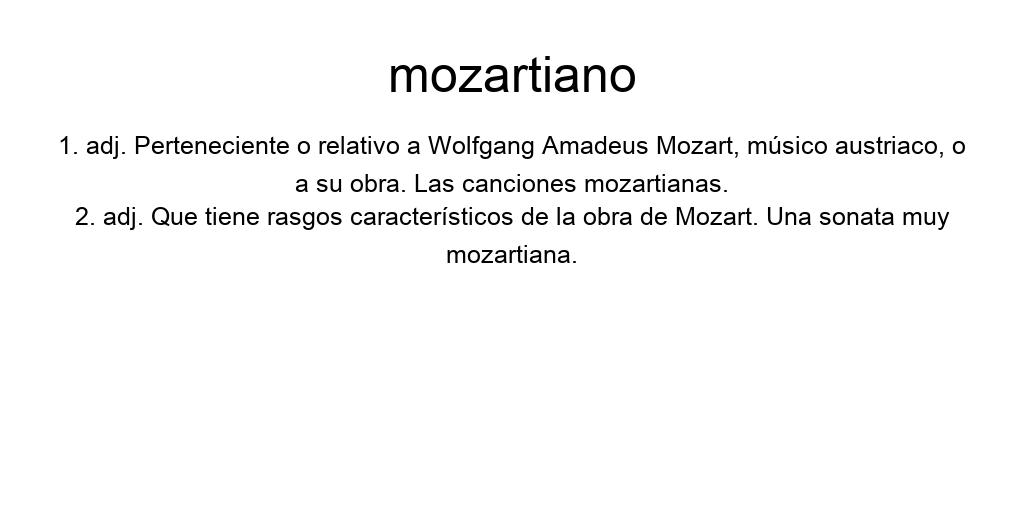 mozartiano
1. adj. Perteneciente o relativo a Wolfgang Amadeus Mozart, músico austriaco, o
a su obra. Las canciones mozartianas.
2. adj. Que tiene rasgos característicos de la obra de Mozart. Una sonata muy
mozartiana.